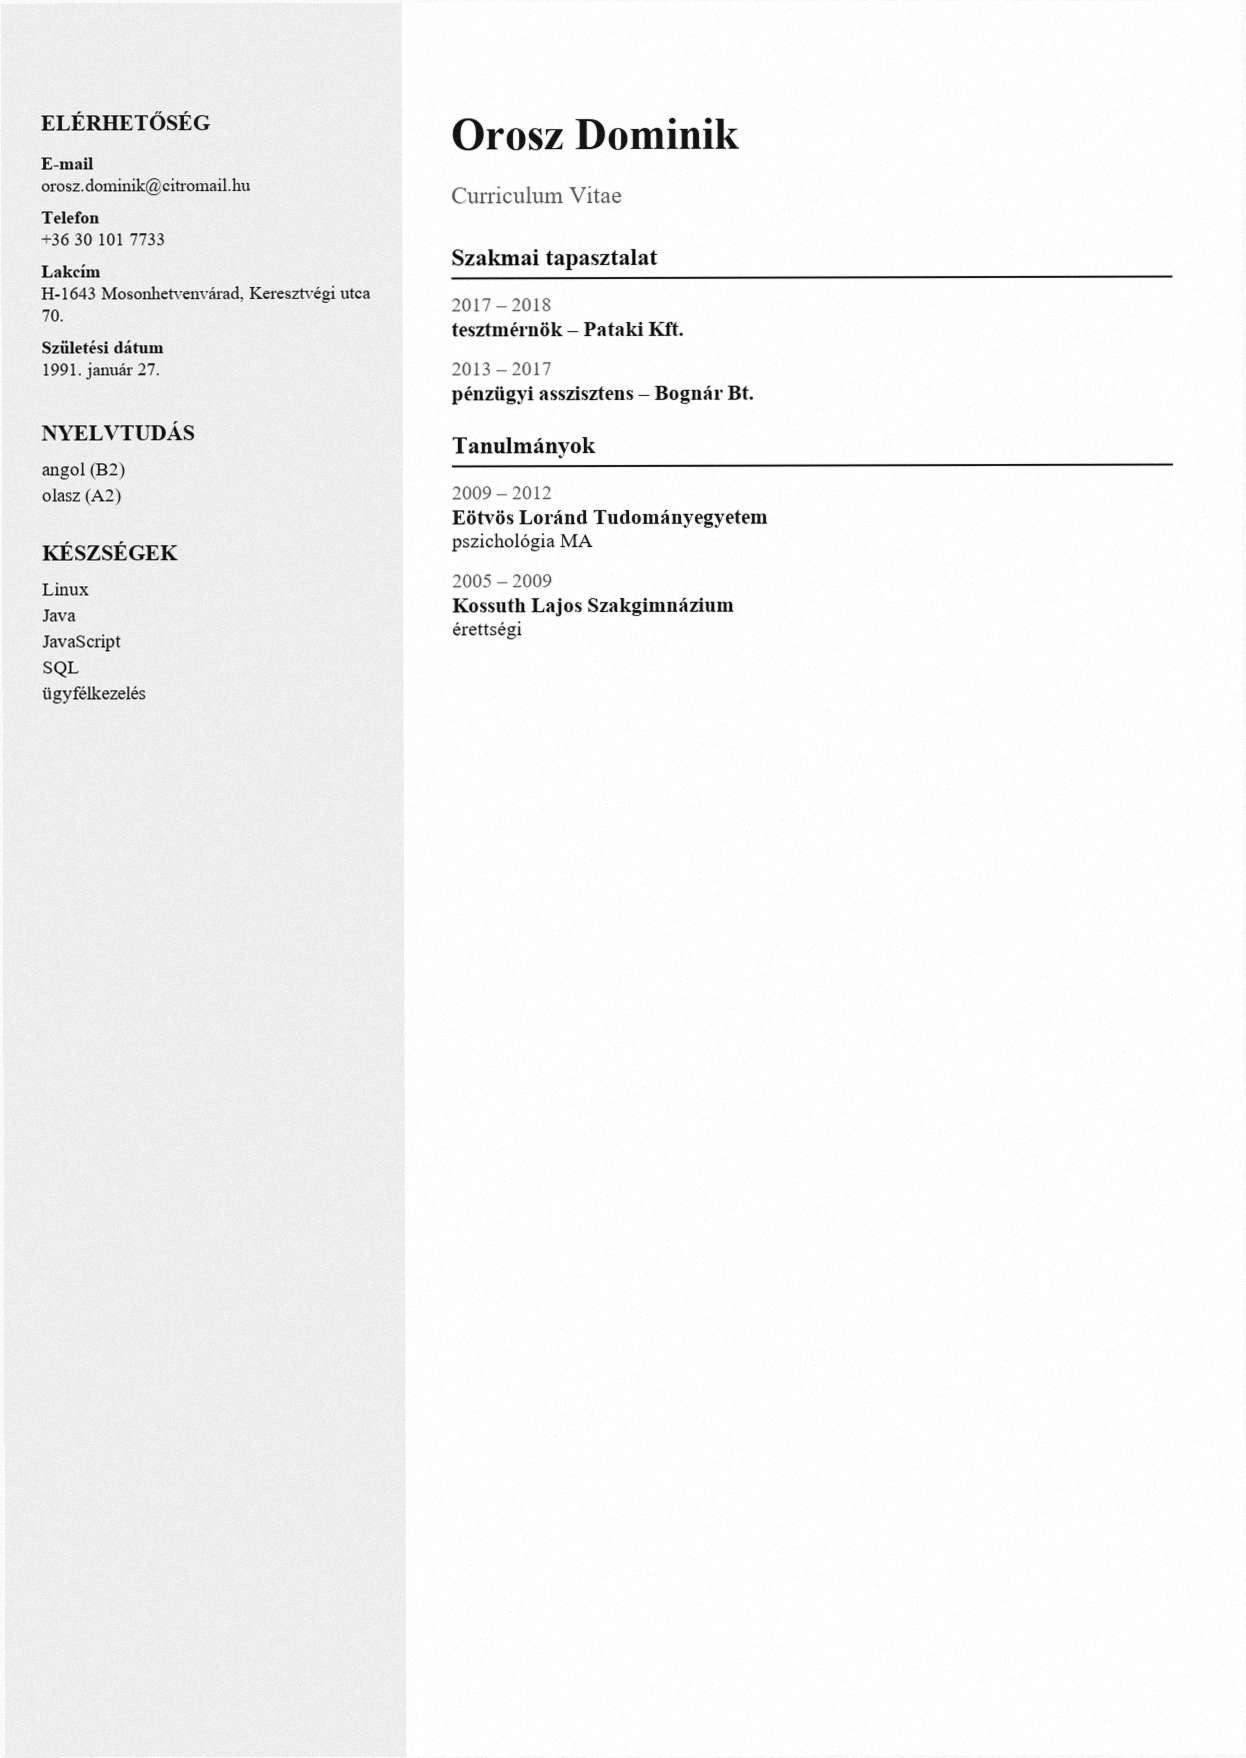 ELÉRHETŐSÉG
E-mail
orosz.dominik@citromail.hu
Telefon
+36 30 101 7733
Lakcím
H-1643 Mosonhetvenvárad, Keresztvégi utca
70.
Születési dátum
1991. január 27.
NYELVTUDÁS
angol (B2)
olasz (A2)
KÉSZSÉGEK
Linux
Java
JavaScript
SQL
ügyfélkezelés
Orosz Dominik
Curriculum Vitae
Szakmai tapasztalat
2017 – 2018
tesztmérnök – Pataki Kft.
2013 – 2017
pénzügyi asszisztens – Bognár Bt.
Tanulmányok
2009 – 2012
Eötvös Loránd Tudományegyetem
pszichológia MA
2005 – 2009
Kossuth Lajos Szakgimnázium
érettségi